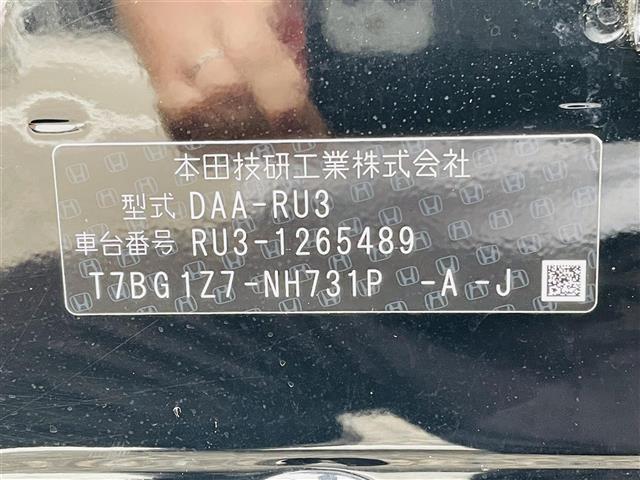 本田技研工業株式会社
型式 DAA-RU3
車台番号 RU3-1265489
T7BG1Z7-NH731P -A-J